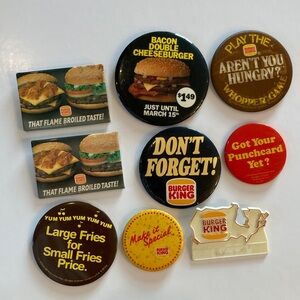 BACON
DOUBLE
CHEESEBURGER
$1.49
JUST UNTIL
MARCH 15th
PLAY THE
AREN'T YOU
HUNGRY?
WHOPPER GAME
THAT FLAME BROILED TASTE!
THAT FLAME BROILED TASTE!
DON'T
FORGET!
BURGER
KING
Got Your
Punchcard
Yet?
YUM YUM YUM YUM
Large Fries
for
Small Fries
Price.
Make it
Special.
BURGER
KING
BURGER
KING